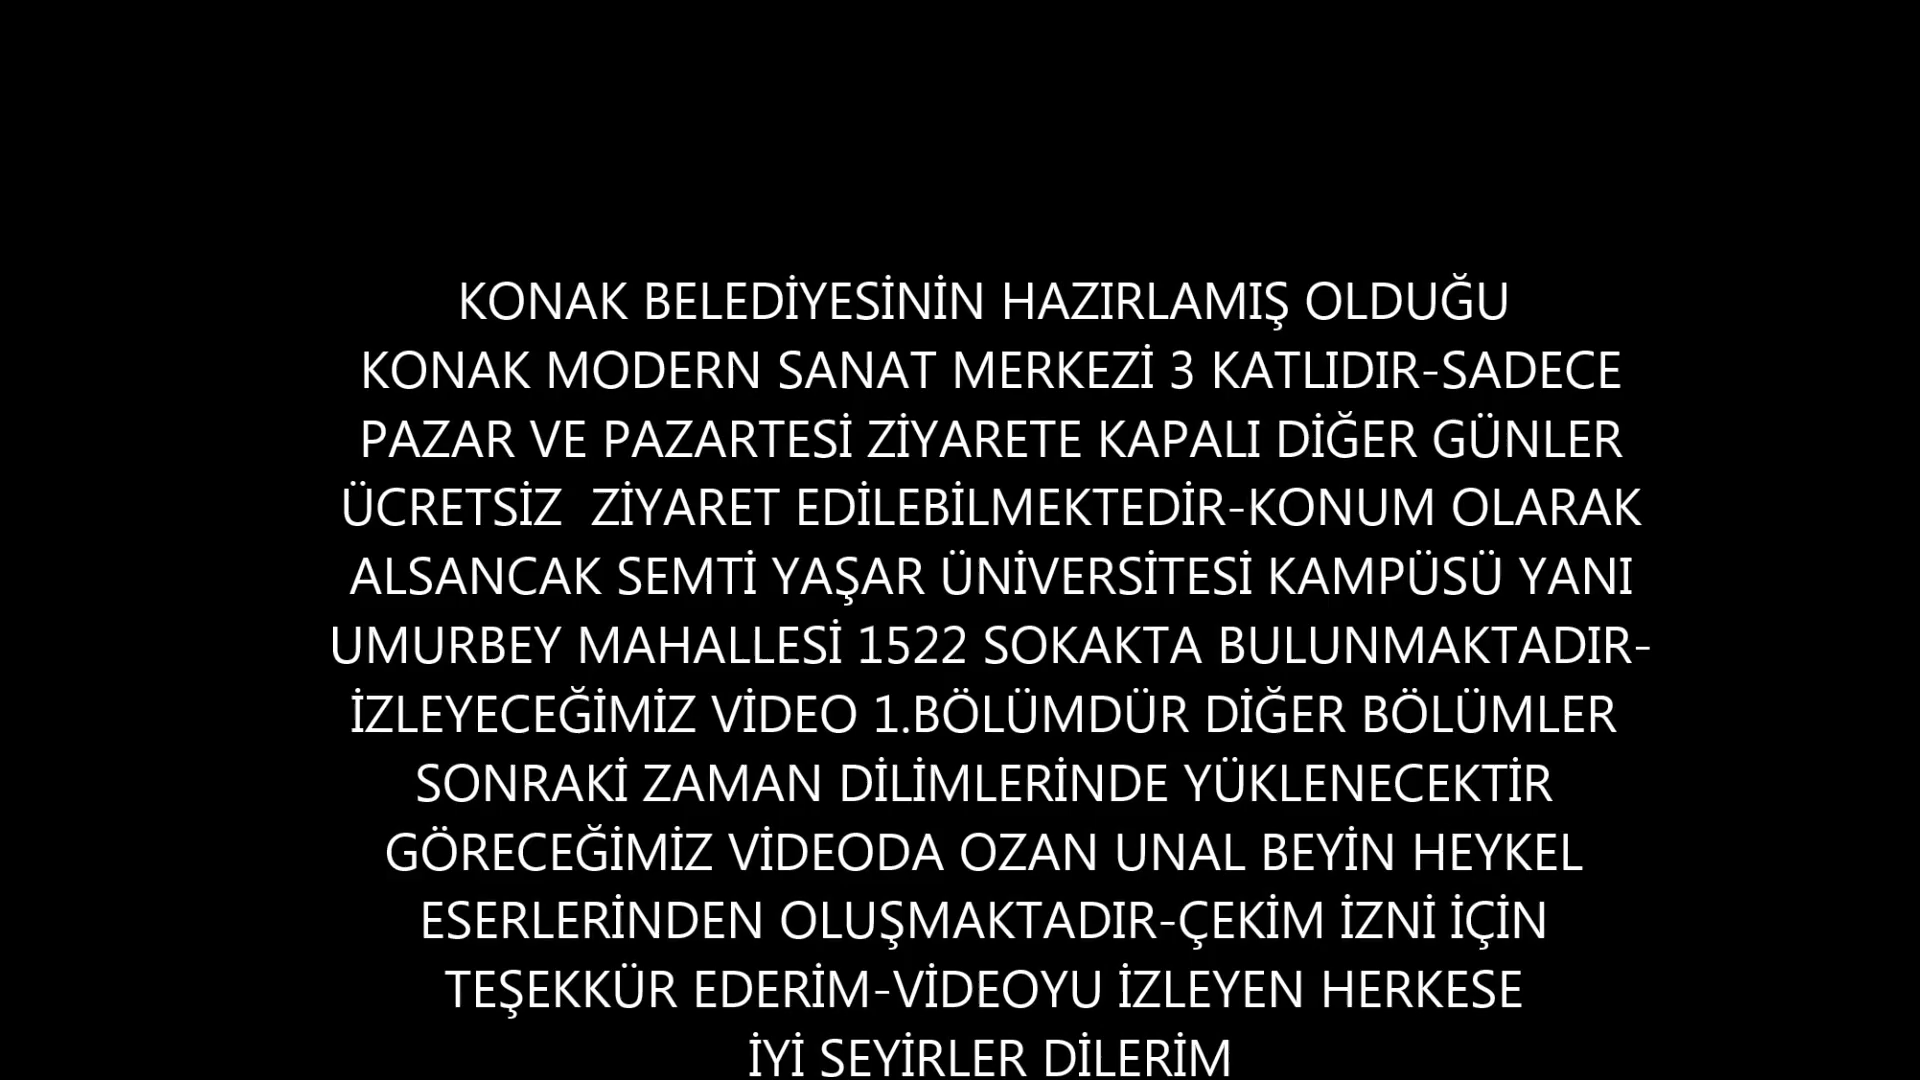 KONAK BELEDİYESİNİN HAZIRLAMIŞ OLDUĞU
KONAK MODERN SANAT MERKEZİ 3 KATLIDIR-SADECE
PAZAR VE PAZARTESİ ZİYARETE KAPALI DİĞER GÜNLER
ÜCRETSİZ  ZİYARET EDİLEBİLMEKTEDİR-KONUM OLARAK
ALSANCAK SEMTİ YAŞAR ÜNİVERSİTESİ KAMPÜSÜ YANI
UMURBEY MAHALLESİ 1522 SOKAKTA BULUNMAKTADIR-
İZLEYECEĞİMİZ VİDEO 1.BÖLÜMDÜR DİĞER BÖLÜMLER
SONRAKİ ZAMAN DİLİMLERİNDE YÜKLENECEKTİR
GÖRECEĞİMİZ VİDEODA OZAN UNAL BEYİN HEYKEL
ESERLERİNDEN OLUŞMAKTADIR-ÇEKİM İZNİ İÇİN
TEŞEKKÜR EDERİM-VİDEOYU İZLEYEN HERKESE
İYİ SEYİRLER DİLERİM